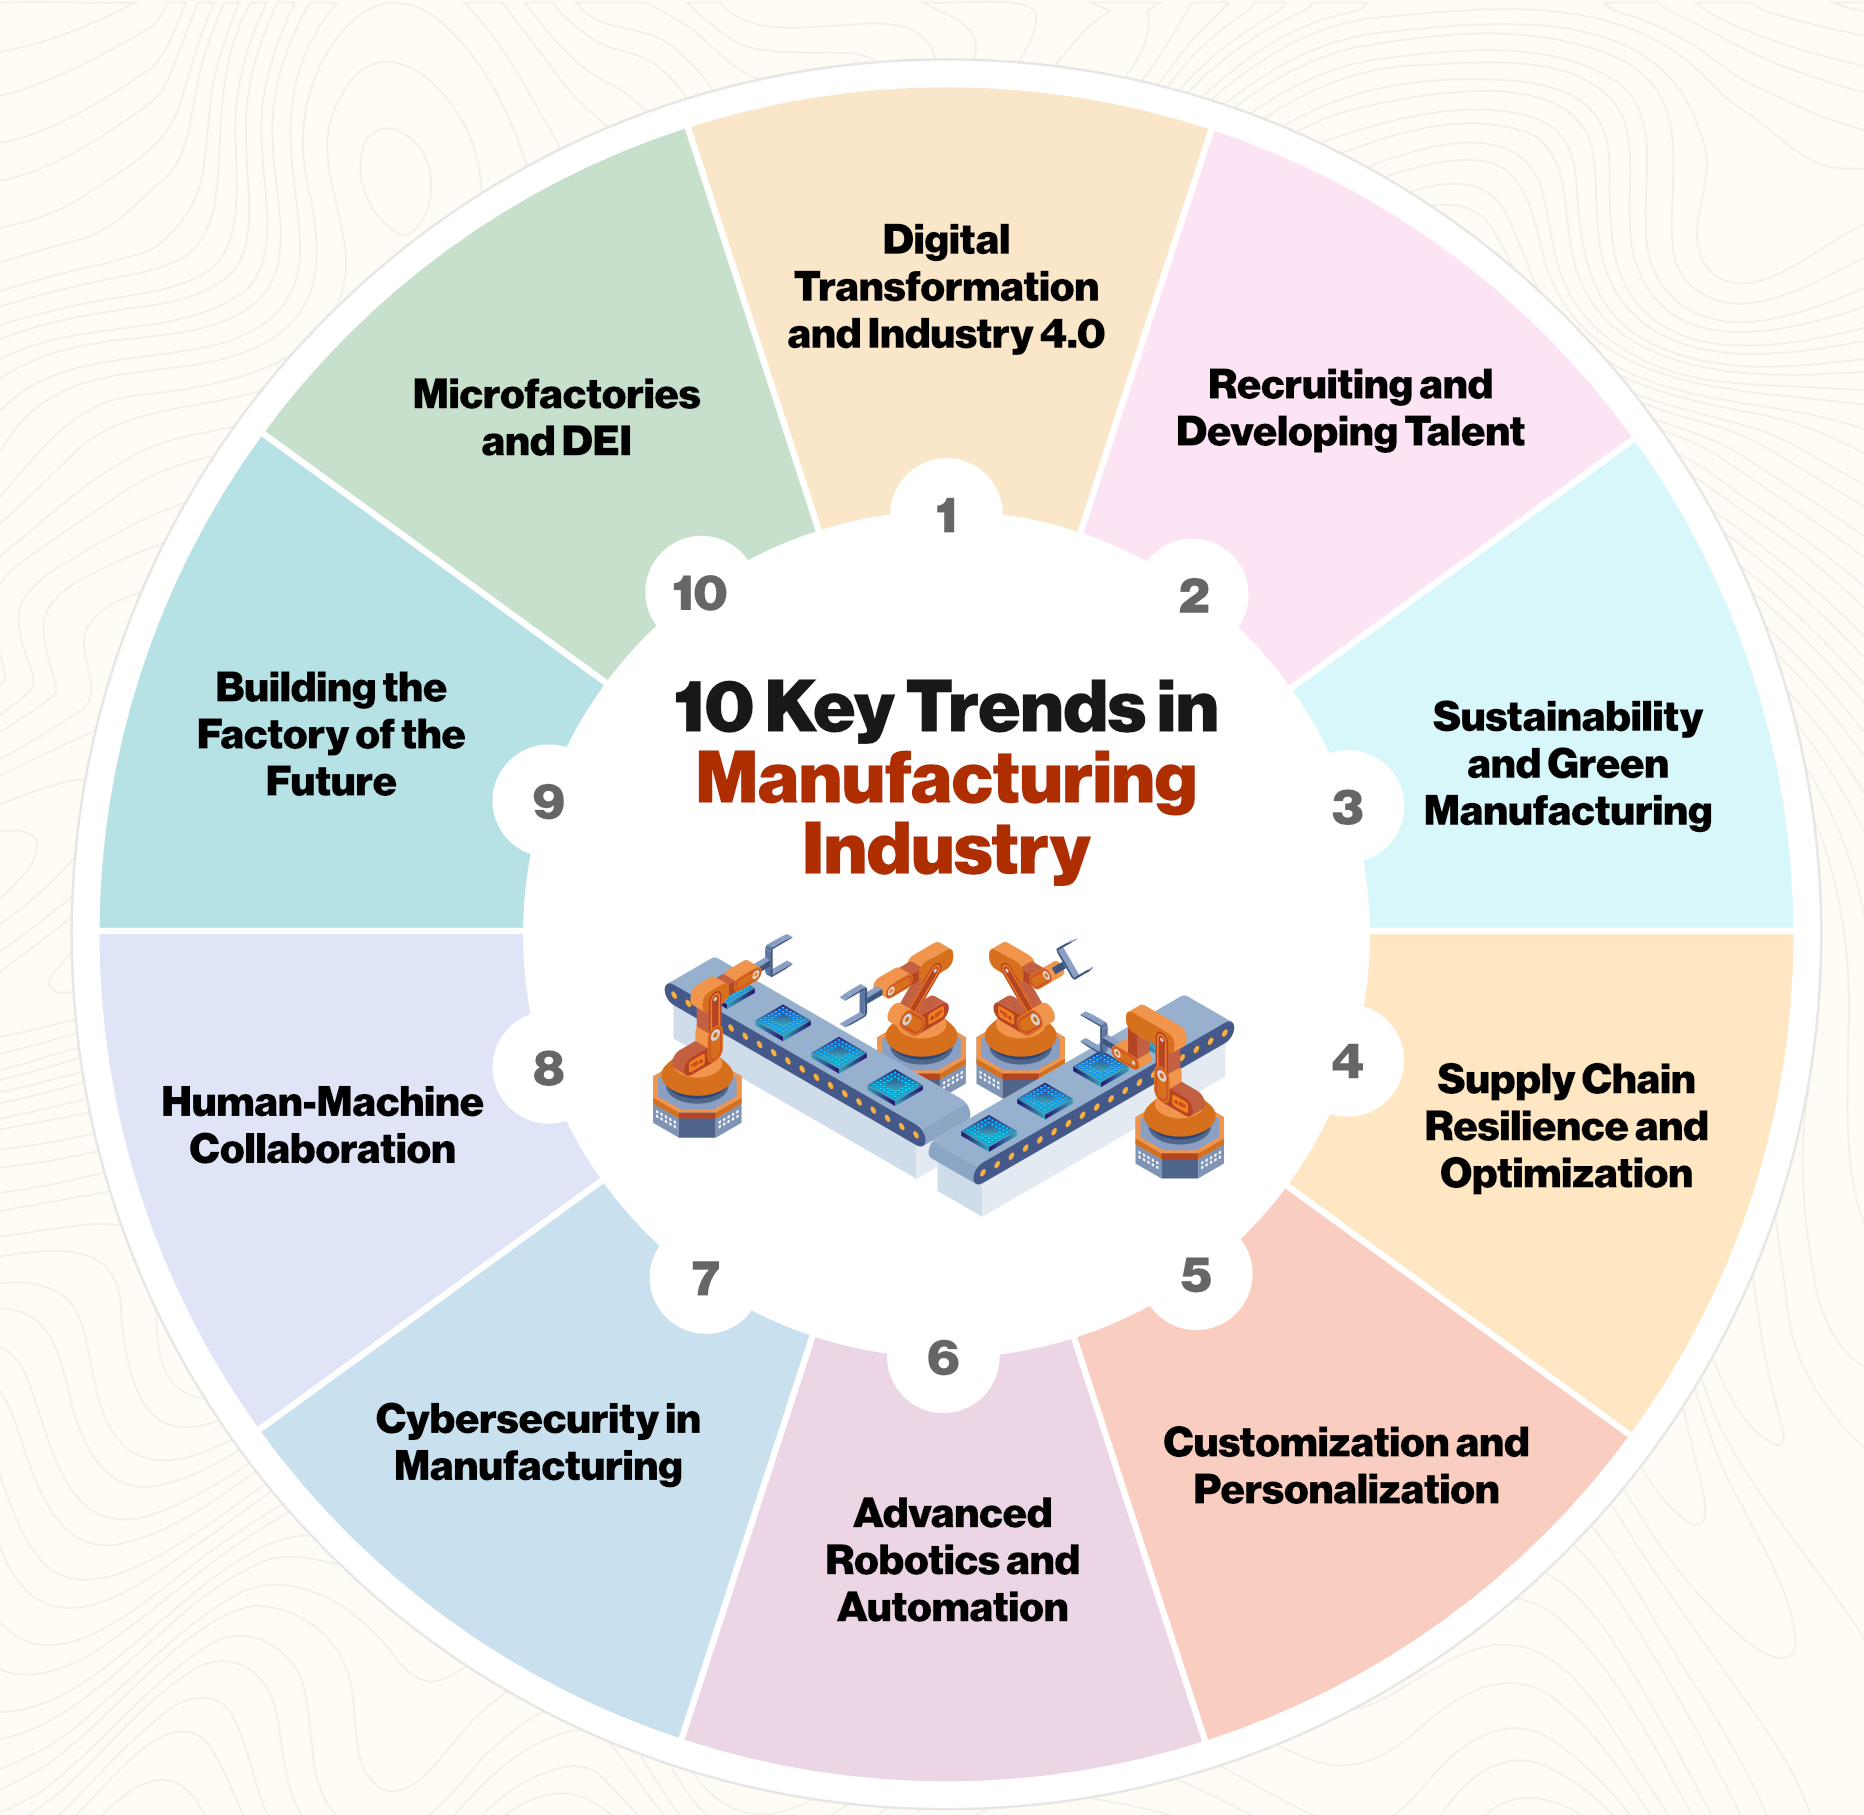 10 Key Trends in
Manufacturing
Industry
1
Digital
Transformation
and Industry 4.0
2
Recruiting and
Developing Talent
3
Sustainability
and Green
Manufacturing
4
Supply Chain
Resilience and
Optimization
5
Customization and
Personalization
6
Advanced
Robotics and
Automation
7
Cybersecurity in
Manufacturing
8
Human-Machine
Collaboration
9
Building the
Factory of the
Future
10
Microfactories
and DEI